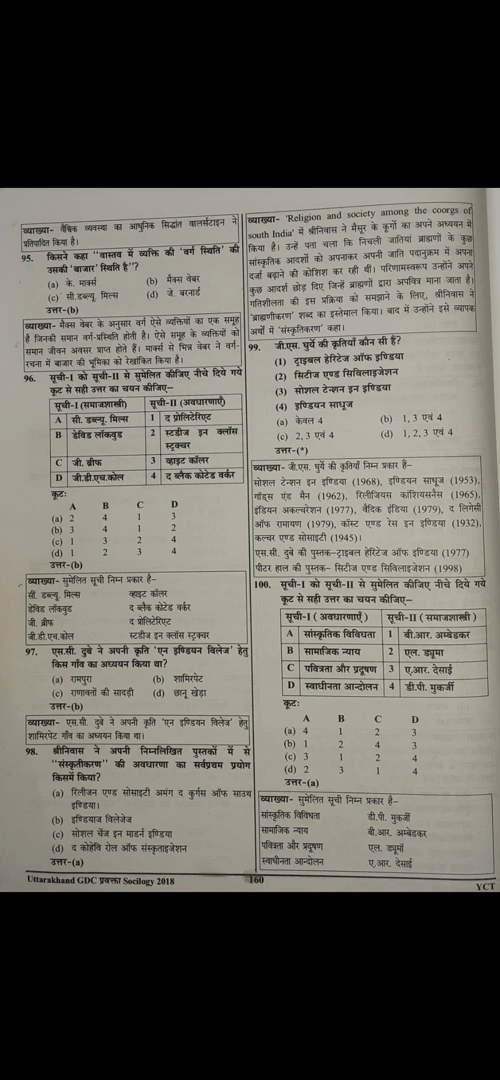 व्याख्या- वैश्विक व्यवस्था का आधुनिक सिद्धांत वालर्सटाइन ने
प्रतिपादित किया है।
95. किसने कहा "वास्तव में व्यक्ति की 'वर्ग स्थिति' की
उसकी 'बाजार' स्थिति है"?
(a) के. मार्क्स (b) मैक्स वेबर
(c) सी.डब्ल्यू. मिल्स (d) जे. बरनार्ड
उत्तर-(b)
व्याख्या- मैक्स वेबर के अनुसार वर्ग ऐसे व्यक्तियों का एक समूह
है जिनकी समान वर्ग-प्रस्थिति होती है। ऐसे समूह के व्यक्तियों को
समान जीवन अवसर प्राप्त होते हैं। मार्क्स से भिन्न वेबर ने वर्ग-
रचना में बाजार की भूमिका को रेखांकित किया है।
96. सूची-I को सूची-II से सुमेलित कीजिए नीचे दिये गये
कूट से सही उत्तर का चयन कीजिए–
सूची-I (समाजशास्त्री) सूची-II (अवधारणाएँ)
A सी. डब्ल्यू. मिल्स 1 द प्रोलिटेरिएट
B डेविड लॉकवुड 2 स्टडीज इन क्लॉस
स्ट्रक्चर
C जी. ब्रीफ 3 व्हाइट कॉलर
D जी.डी.एच.कोल 4 द ब्लैक कोटेड वर्कर
कूटः
A B C D
(a) 2 4 1 3
(b) 3 4 1 2
(c) 1 3 2 4
(d) 1 2 3 4
उत्तर-(b)
व्याख्या- सुमेलित सूची निम्न प्रकार है–
सीं. डब्ल्यू. मिल्स व्हाइट कॉलर
डेविड लॉकवुड द ब्लैक कोटेड वर्कर
जी. ब्रीफ द प्रोलिटेरिएट
जी.डी.एच.कोल स्टडीज इन क्लॉस स्ट्रक्चर
97. एस.सी. दुबे ने अपनी कृति 'एन इण्डियन विलेज' हेतु
किस गाँव का अध्ययन किया था?
(a) रामपुरा (b) शामिरपेट
(c) राणावतों की सादड़ी (d) छानू खेड़ा
उत्तर-(b)
व्याख्या- एस.सी. दुबे ने अपनी कृति 'एन इण्डियन विलेज' हेतु
शामिरपेट गाँव का अध्ययन किया था।
98. श्रीनिवास ने अपनी निम्नलिखित पुस्तकों में से
"संस्कृतीकरण" की अवधारणा का सर्वप्रथम प्रयोग
किसमें किया?
(a) रिलीजन एण्ड सोसाइटी अमंग द कुर्गस ऑफ साउथ
इण्डिया।
(b) इण्डियाज विलेजेज
(c) सोशल चेंज इन माडर्न इण्डिया
(d) द कोहेसिव रोल ऑफ संस्कृताइजेशन
उत्तर-(a)
व्याख्या- 'Religion and society among the coorgs of
south India' में श्रीनिवास ने मैसूर के कूर्गों का अपने अध्ययन में
किया है। उन्हें पता चला कि निचली जातियां ब्राह्मणों के कुछ
सांस्कृतिक आदर्शों को अपनाकर अपनी जाति पदानुक्रम में अपना
दर्जा बढ़ाने की कोशिश कर रही थीं। परिणामस्वरूप उन्होंने अपने
कुछ आदर्श छोड़ दिए जिन्हें ब्राह्मणों द्वारा अपवित्र माना जाता है।
गतिशीलता की इस प्रक्रिया को समझाने के लिए, श्रीनिवास ने
'ब्राह्मणीकरण' शब्द का इस्तेमाल किया। बाद में उन्होंने इसे व्यापक
अर्थो में 'संस्कृतिकरण' कहा।
99. जी.एस. घुर्ये की कृतियाँ कौन सी हैं?
(1) ट्राइबल हेरिटेज ऑफ इण्डिया
(2) सिटीज एण्ड सिविलाइजेशन
(3) सोशल टेन्शन इन इण्डिया
(4) इण्डियन साधूज
(a) केवल 4 (b) 1, 3 एवं 4
(c) 2, 3 एवं 4 (d) 1, 2, 3 एवं 4
उत्तर-(*)
व्याख्या- जी.एस. घुर्ये की कृतियाँ निम्न प्रकार है–
सोशल टेन्शन इन इण्डिया (1968), इण्डियन साधूज (1953),
गॉड्स एंड मैन (1962), रिलीजियस कांशियसनैस (1965),
इंडियन अकल्चरेशन (1977), वैदिक इंडिया (1979), द लिगेसी
ऑफ रामायण (1979), कॉस्ट एण्ड रेस इन इण्डिया (1932),
कल्चर एण्ड सोसाइटी (1945)।
एस.सी. दुबे की पुस्तक-ट्राइबल हेरिटेज ऑफ इण्डिया (1977)
पीटर हाल की पुस्तक– सिटीज एण्ड सिविलाइजेशन (1998)
100. सूची-I को सूची-II से सुमेलित कीजिए नीचे दिये गये
कूट से सही उत्तर का चयन कीजिए–
सूची-I ( अवधारणाएँ ) सूची-II ( समाजशास्त्री )
A सांस्कृतिक विविधता 1 बी.आर. अम्बेडकर
B सामाजिक न्याय 2 एल. ड्यूमा
C पवित्रता और प्रदूषण 3 ए.आर. देसाई
D स्वाधीनता आन्दोलन 4 डी.पी. मुकर्जी
कूटः
A B C D
(a) 4 1 2 3
(b) 1 2 4 3
(c) 3 1 2 4
(d) 2 3 1 4
उत्तर-(a)
व्याख्या- सुमेलित सूची निम्न प्रकार है–
सांस्कृतिक विविधता डी.पी. मुकर्जी
सामाजिक न्याय बी.आर. अम्बेडकर
पवित्रता और प्रदूषण एल. ड्यूमाँ
स्वाधीनता आन्दोलन ए.आर. देसाई
Uttarakhand GDC प्रवक्ता Socilogy 2018 160 YCT